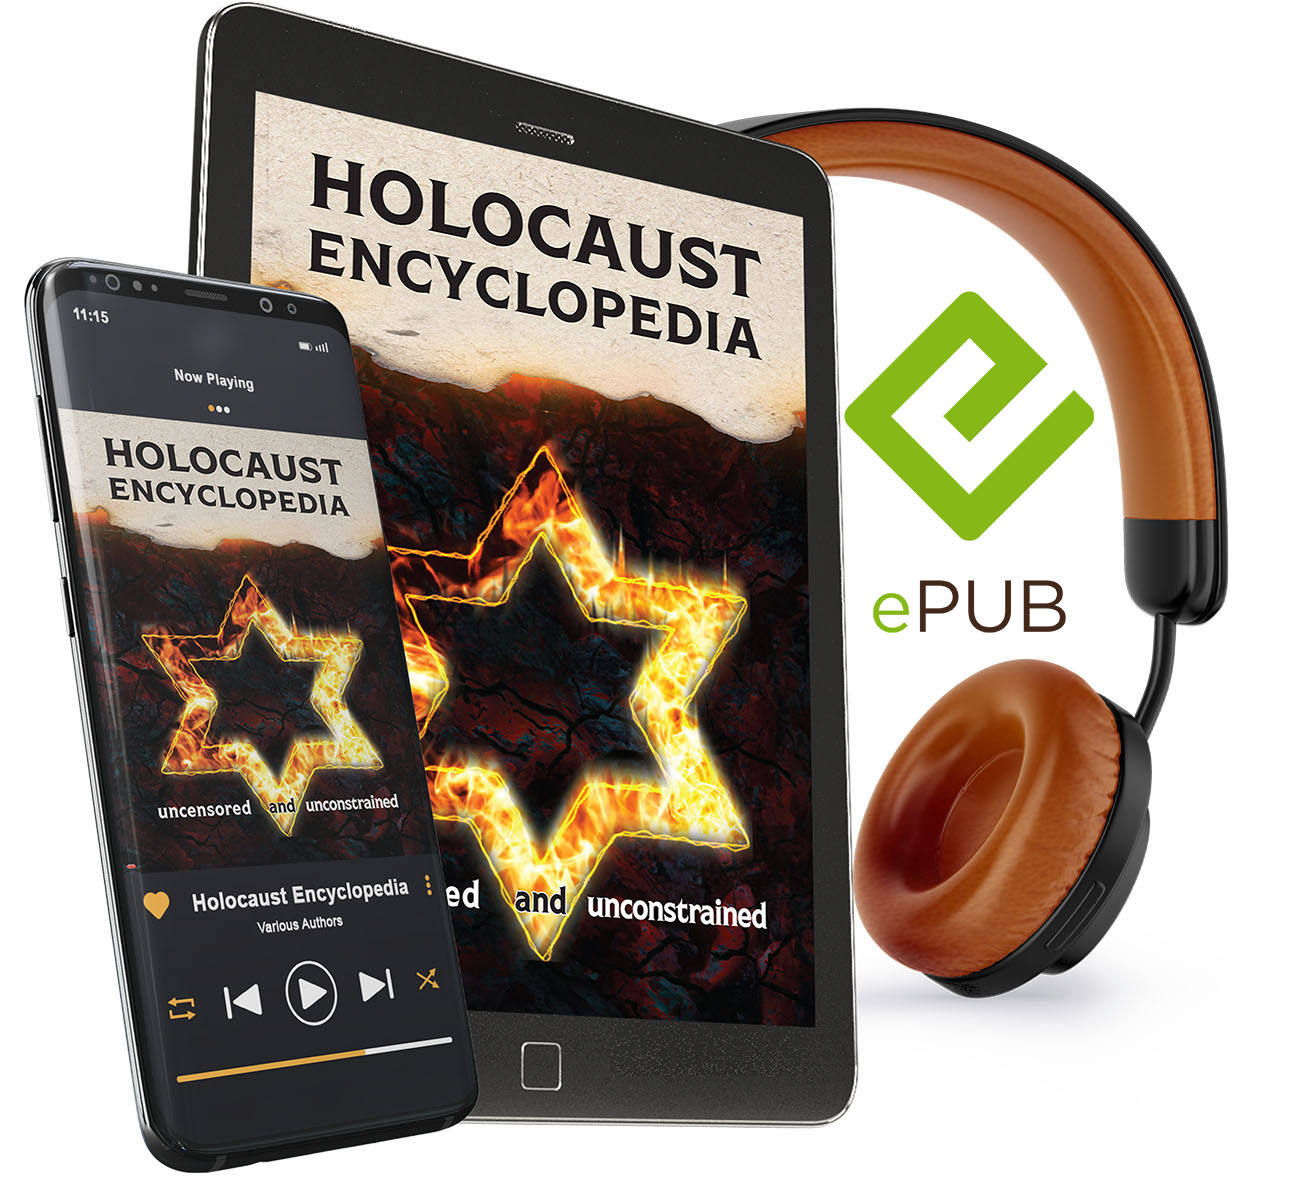 HOLOCAUST
ENCYCLOPEDIA
ed and unconstrained
11:15
Now Playing
HOLOCAUST
ENCYCLOPEDIA
uncensored and unconstrained
Holocaust Encyclopedia
Various Authors
ePUB